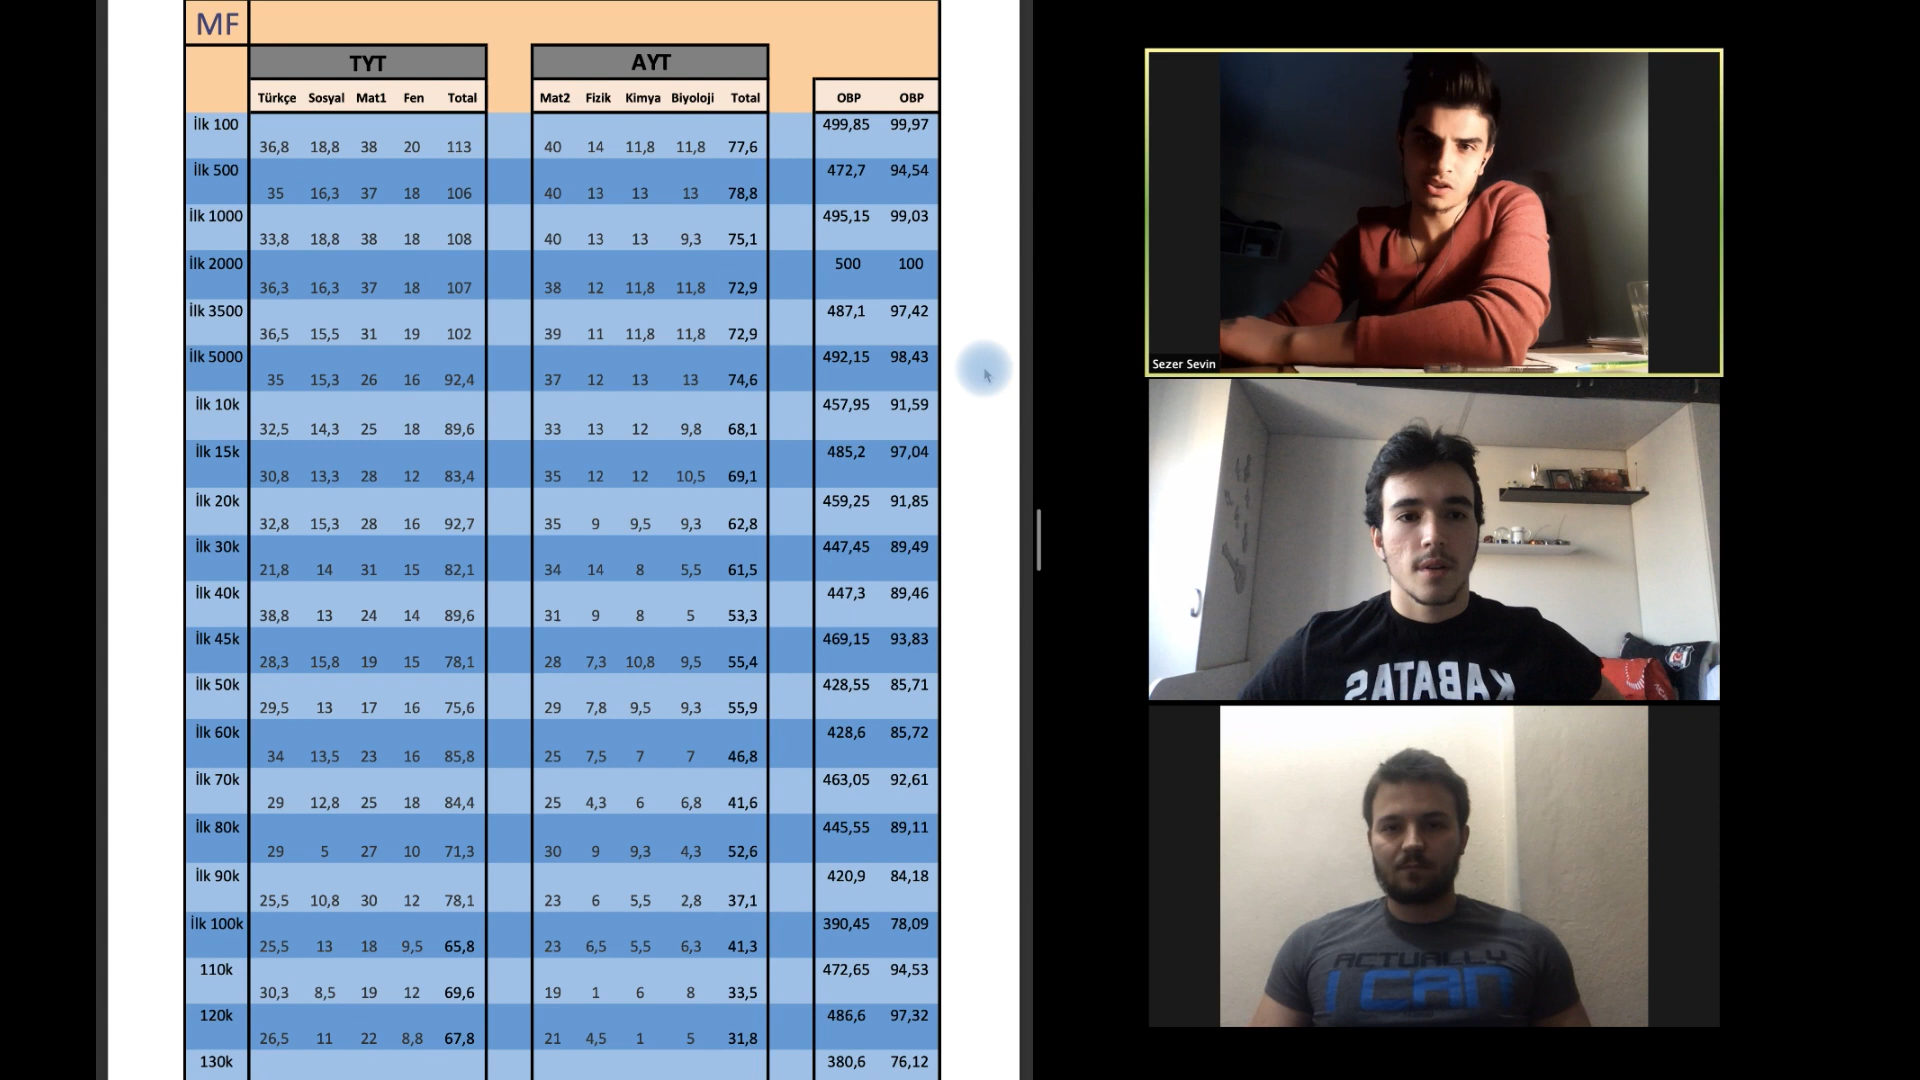 MF
TYT AYT
Türkçe Sosyal Mat1 Fen Total Mat2 Fizik Kimya Biyoloji Total OBP OBP
İlk 100 499,85 99,97
36,8 18,8 38 20 113 40 14 11,8 11,8 77,6
İlk 500 472,7 94,54
35 16,3 37 18 106 40 13 13 13 78,8
İlk 1000 495,15 99,03
33,8 18,8 38 18 108 40 13 13 9,3 75,1
İlk 2000 500 100
36,3 16,3 37 18 107 38 12 11,8 11,8 72,9
İlk 3500 487,1 97,42
36,5 15,5 31 19 102 39 11 11,8 11,8 72,9
İlk 5000 492,15 98,43
35 15,3 26 16 92,4 37 12 13 13 74,6
İlk 10k 457,95 91,59
32,5 14,3 25 18 89,6 33 13 12 9,8 68,1
İlk 15k 485,2 97,04
30,8 13,3 28 12 83,4 35 12 12 10,5 69,1
İlk 20k 459,25 91,85
32,8 15,3 28 16 92,7 35 9 9,5 9,3 62,8
İlk 30k 447,45 89,49
21,8 14 31 15 82,1 34 14 8 5,5 61,5
İlk 40k 447,3 89,46
38,8 13 24 14 89,6 31 9 8 5 53,3
İlk 45k 469,15 93,83
28,3 15,8 19 15 78,1 28 7,3 10,8 9,5 55,4
İlk 50k 428,55 85,71
29,5 13 17 16 75,6 29 7,8 9,5 9,3 55,9
İlk 60k 428,6 85,72
34 13,5 23 16 85,8 25 7,5 7 7 46,8
İlk 70k 463,05 92,61
29 12,8 25 18 84,4 25 4,3 6 6,8 41,6
İlk 80k 445,55 89,11
29 5 27 10 71,3 30 9 9,3 4,3 52,6
İlk 90k 420,9 84,18
25,5 10,8 30 12 78,1 23 6 5,5 2,8 37,1
İlk 100k 390,45 78,09
25,5 13 18 9,5 65,8 23 6,5 5,5 6,3 41,3
110k 472,65 94,53
30,3 8,5 19 12 69,6 19 1 6 8 33,5
120k 486,6 97,32
26,5 11 22 8,8 67,8 21 4,5 1 5 31,8
130k 380,6 76,12
Sezer Sevin
KABATAS
ACTUALLY
I CAN